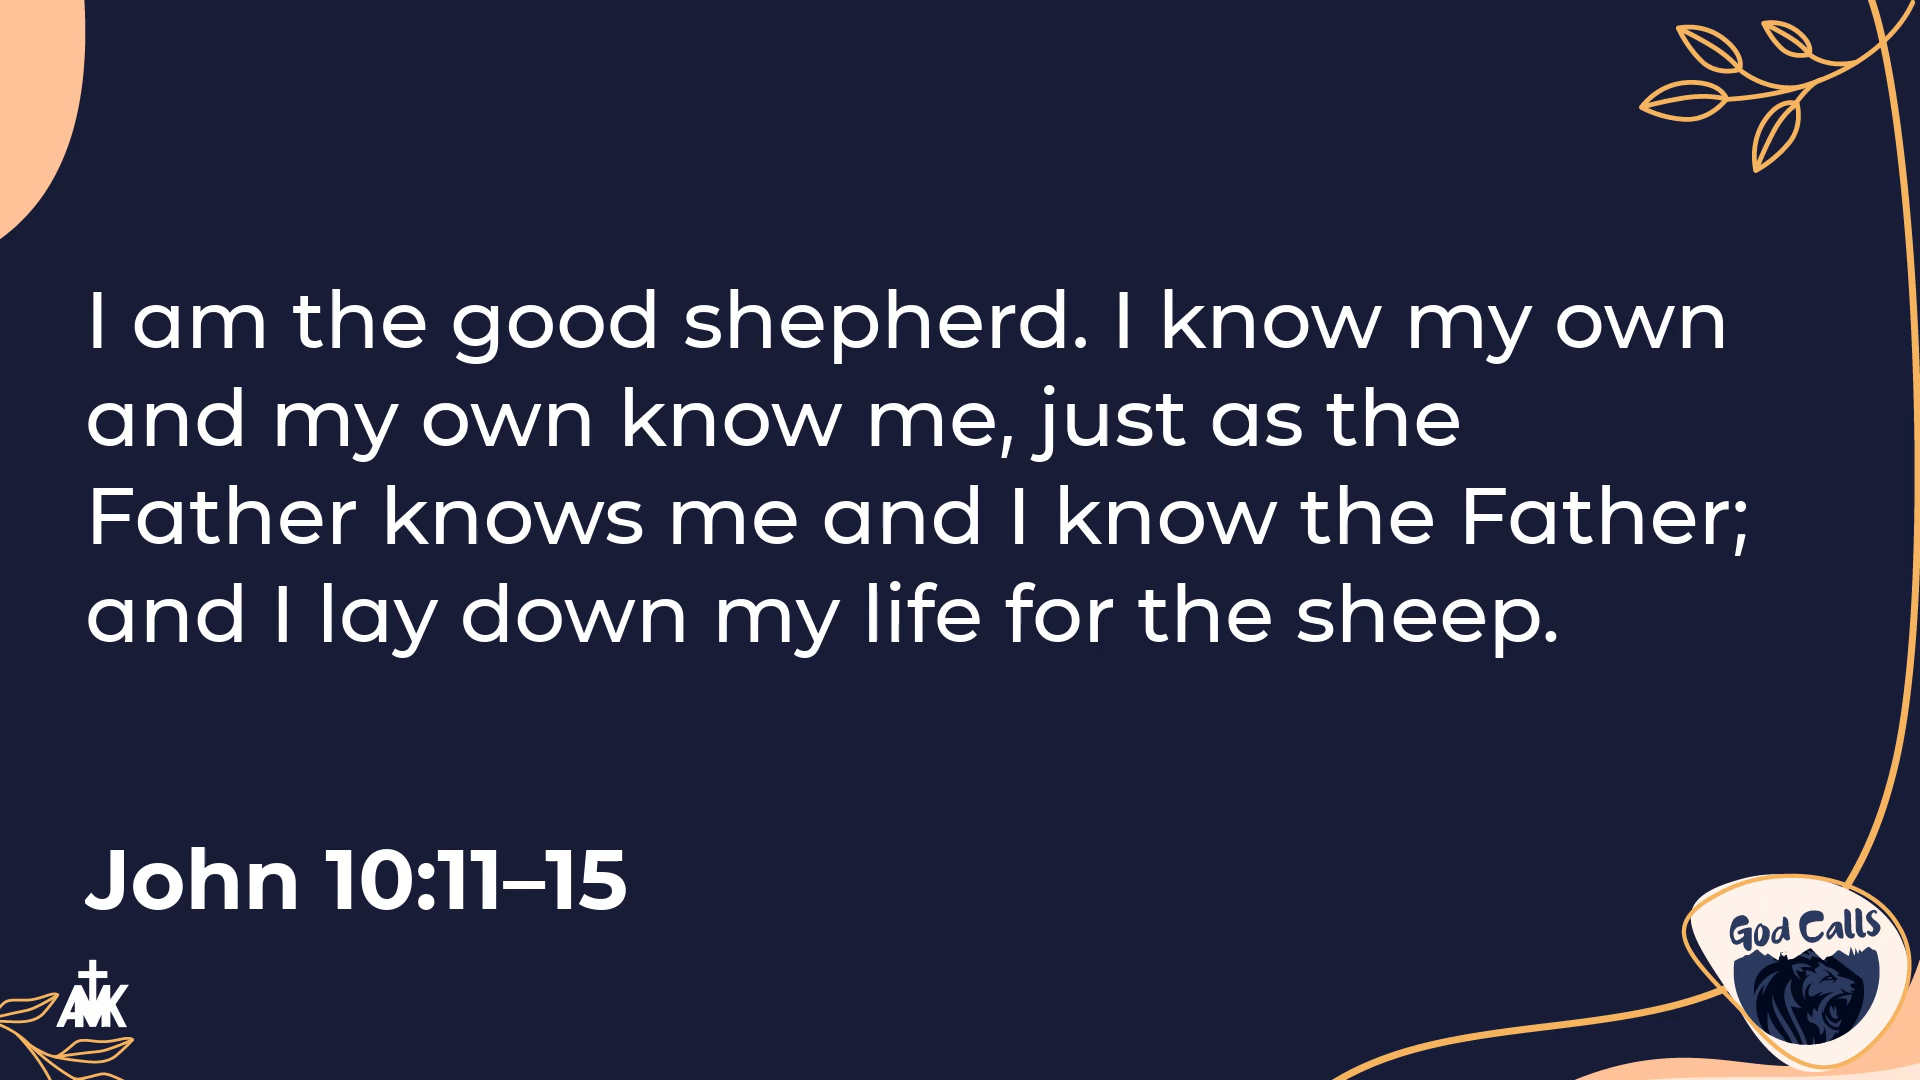 I am the good shepherd. I know my own
and my own know me, just as the
Father knows me and I know the Father;
and I lay down my life for the sheep.
John 10:11–15
AMK
God Calls